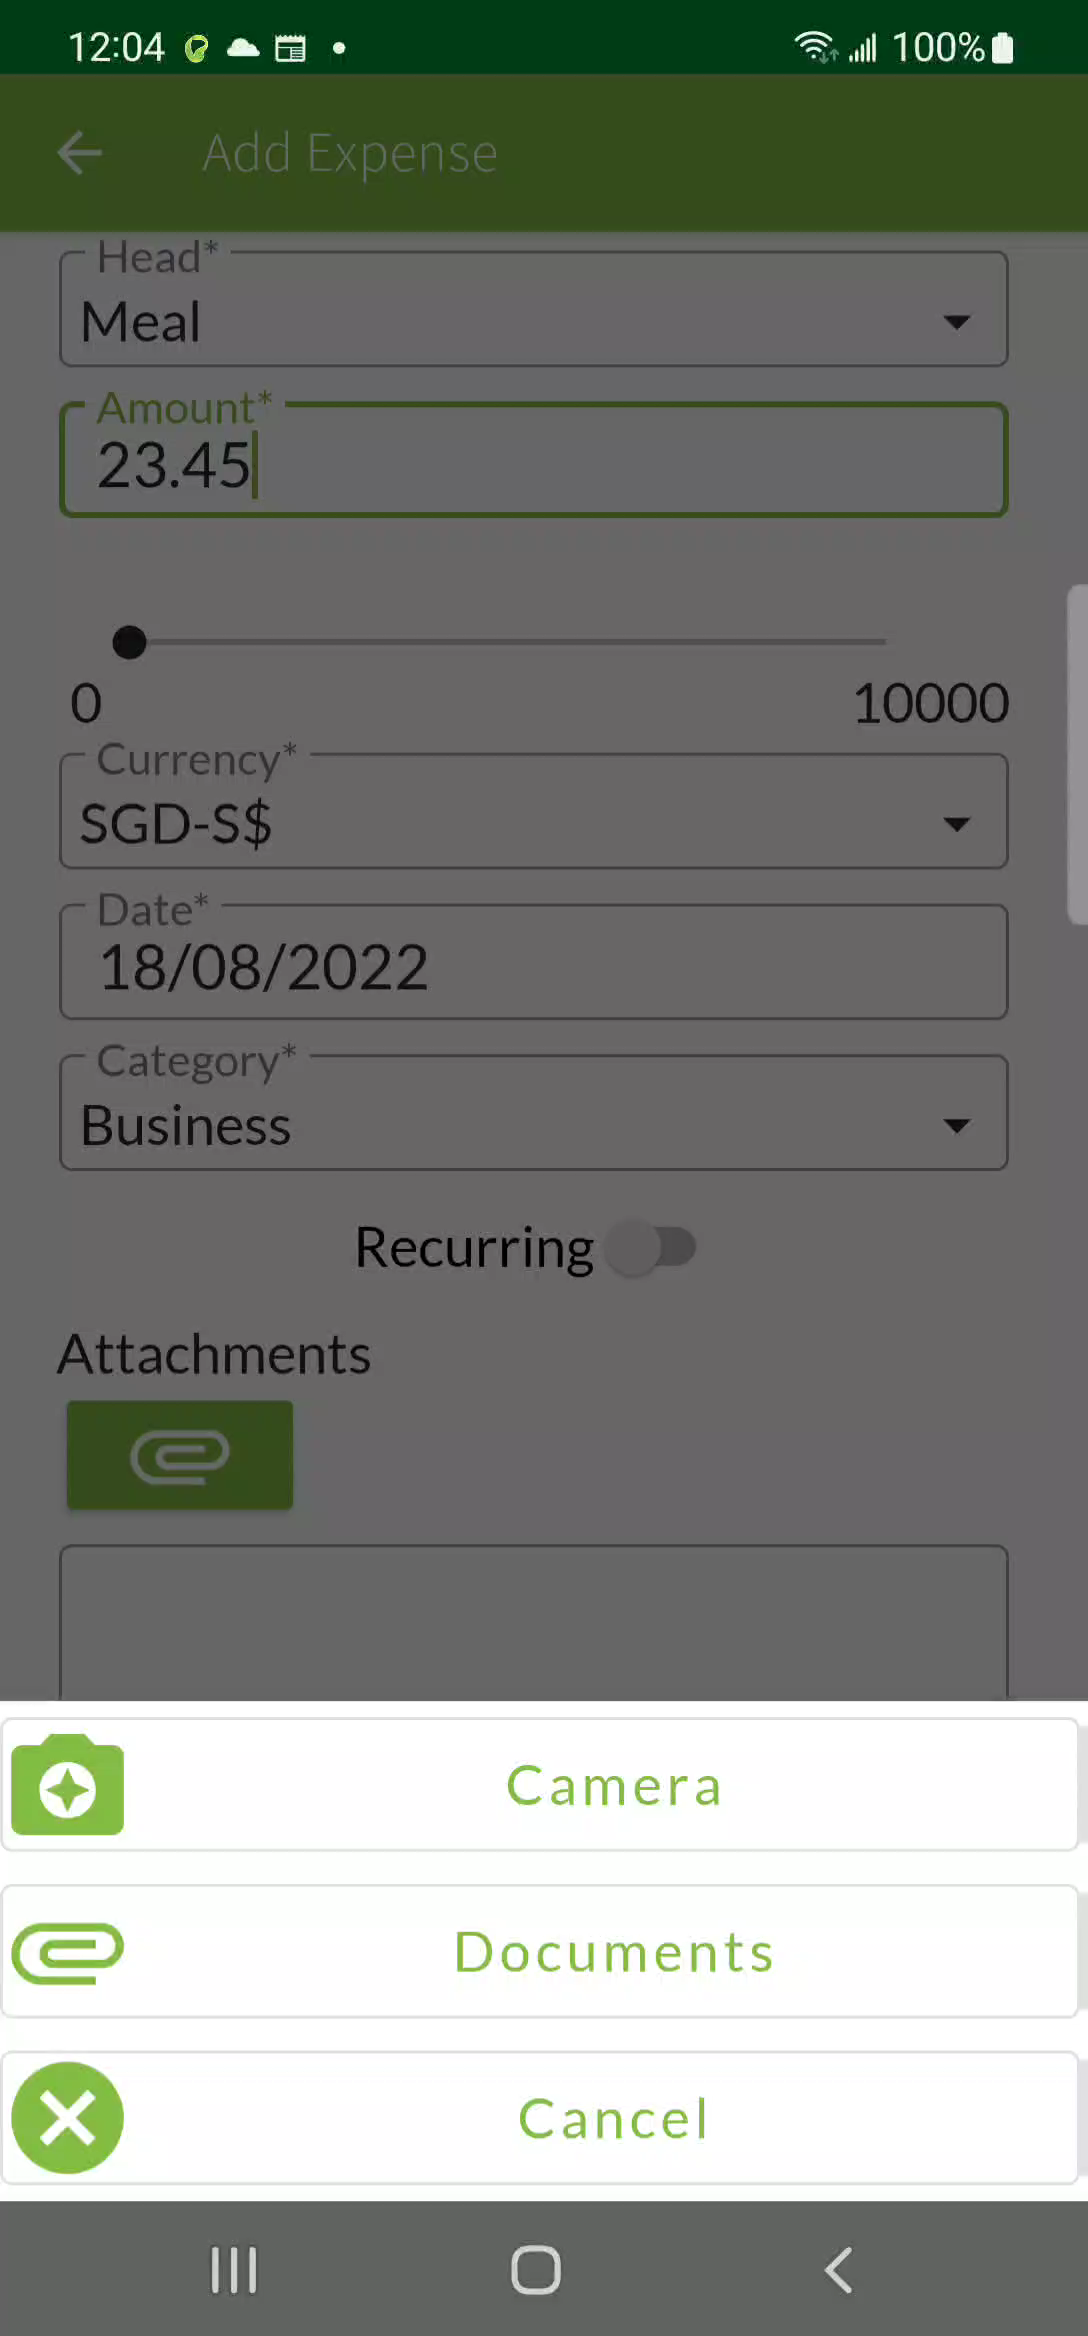 12:04
100%
Add Expense
Head*
Meal
Amount*
23.45
0
10000
Currency*
SGD-S$
Date*
18/08/2022
Category*
Business
Recurring
Attachments
Camera
Documents
Cancel